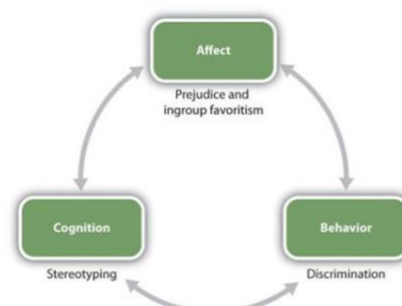 Affect
Prejudice and
ingroup favoritism
Cognition
Behavior
Stereotyping
Discrimination